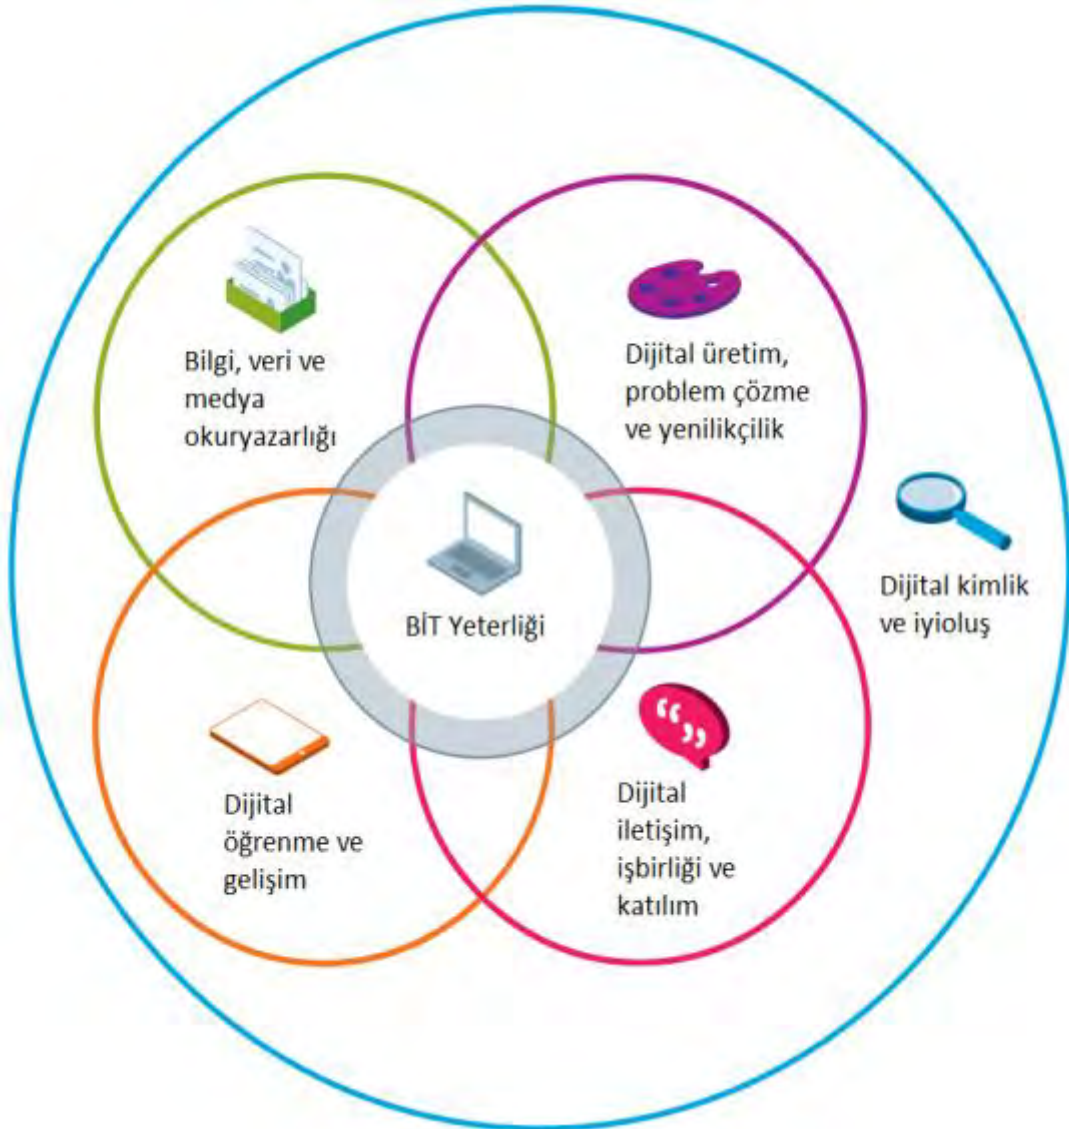 Bilgi, veri ve
medya
okuryazarlığı
Dijital üretim,
problem çözme
ve yenilikçilik
BİT Yeterliği
Dijital kimlik
ve iyioluş
Dijital
öğrenme ve
gelişim
Dijital
iletişim,
işbirliği ve
katılım